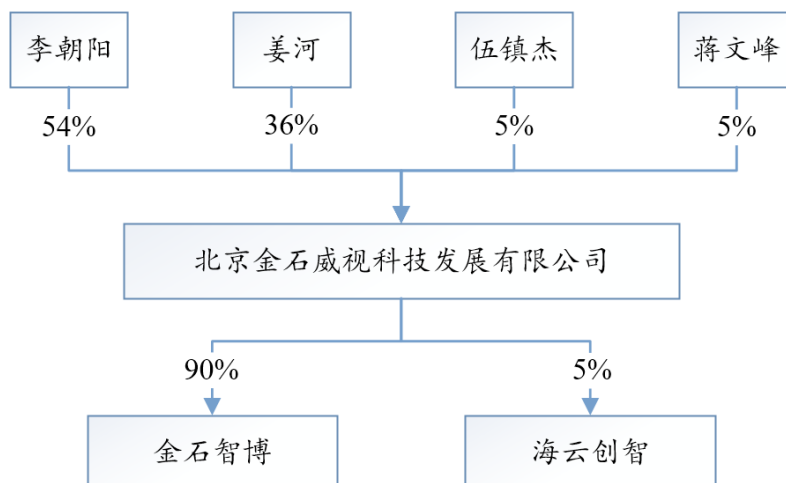 李朝阳
姜河
伍镇杰
蒋文峰
54%
36%
5%
5%
北京金石威视科技发展有限公司
90%
5%
金石智博
海云创智